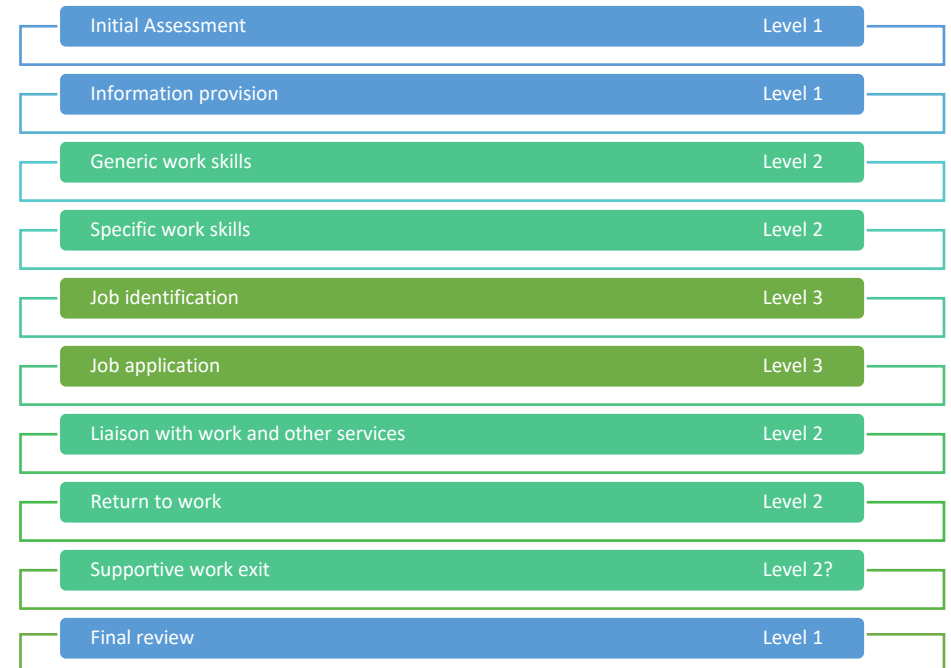 Initial Assessment Level 1
Information provision Level 1
Generic work skills Level 2
Specific work skills Level 2
Job identification Level 3
Job application Level 3
Liaison with work and other services Level 2
Return to work Level 2
Supportive work exit Level 2?
Final review Level 1